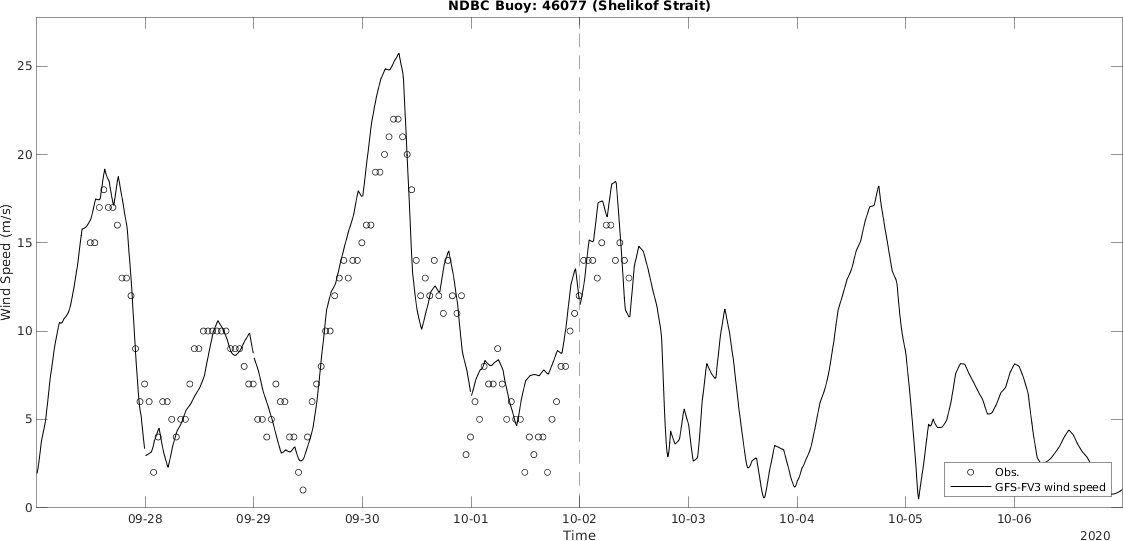 NDBC Buoy: 46077 (Shelikof Strait)
Wind Speed (m/s)
25
20
15
10
5
0
09-28 09-29 09-30 10-01 10-02 10-03 10-04 10-05 10-06
Time
2020
Obs.
GFS-FV3 wind speed